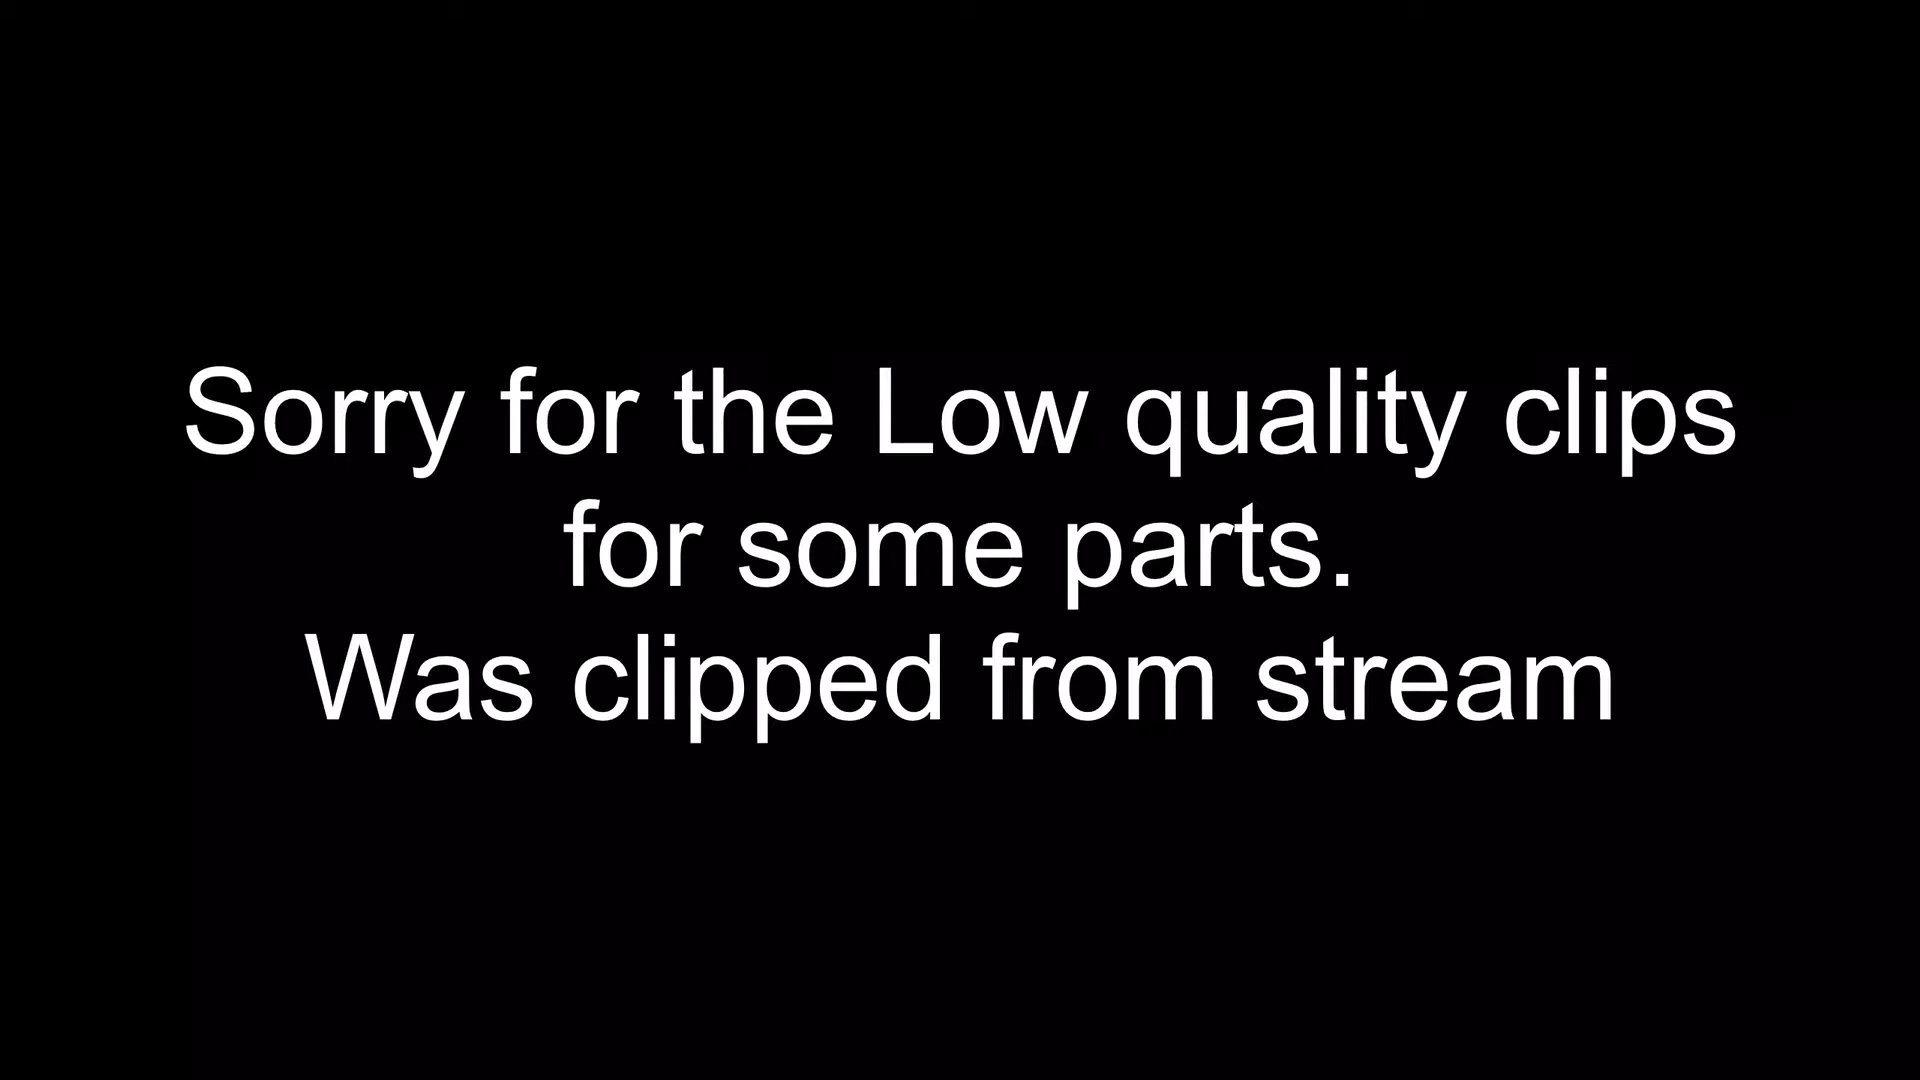 Sorry for the Low quality clips
for some parts.
Was clipped from stream